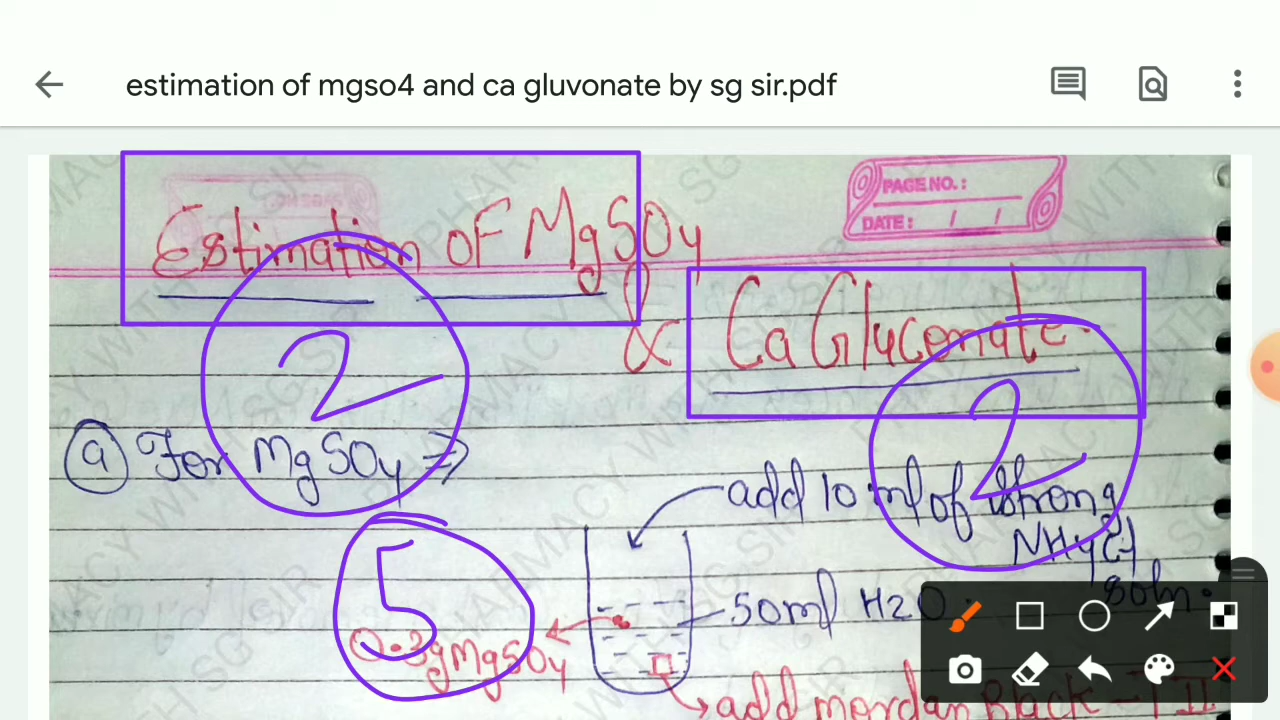 estimation of mgso4 and ca gluvonate by sg sir.pdf
PAGE NO.:
DATE: / /
Estimation of MgSO4
& Ca Gluconate
2
2
a For MgSO4 ⇒
add 10 ml of strong
NH4Cl
soln.
5
50ml H2O
0.3g MgSO4
add mordan Black - T II